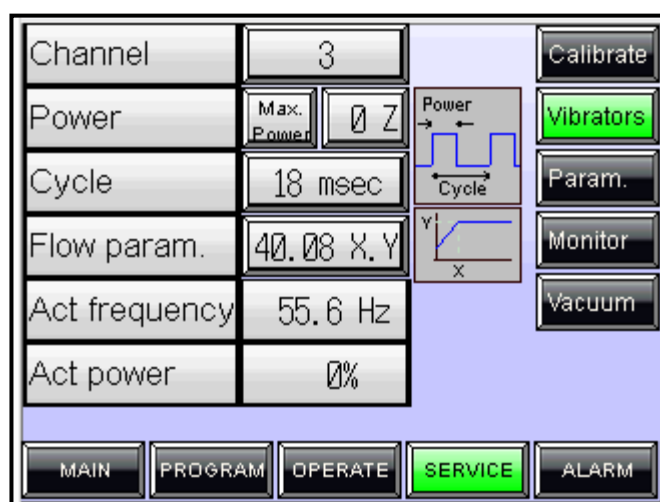 Channel
3
Calibrate
Power
Max.
Power
0 Z
Power
Cycle
Vibrators
Cycle
18 msec
Param.
Flow param.
40.08 X.Y
Y
X
Monitor
Act frequency
55.6 Hz
Vacuum
Act power
0%
MAIN
PROGRAM
OPERATE
SERVICE
ALARM